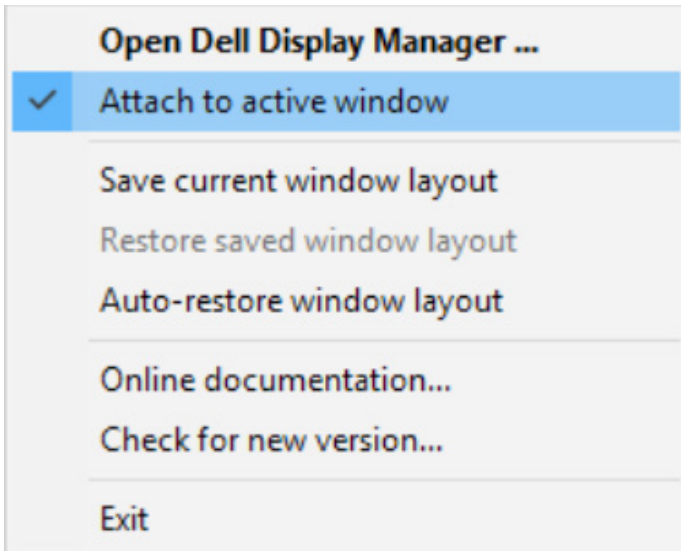 Open Dell Display Manager ...
Attach to active window
Save current window layout
Restore saved window layout
Auto-restore window layout
Online documentation...
Check for new version...
Exit